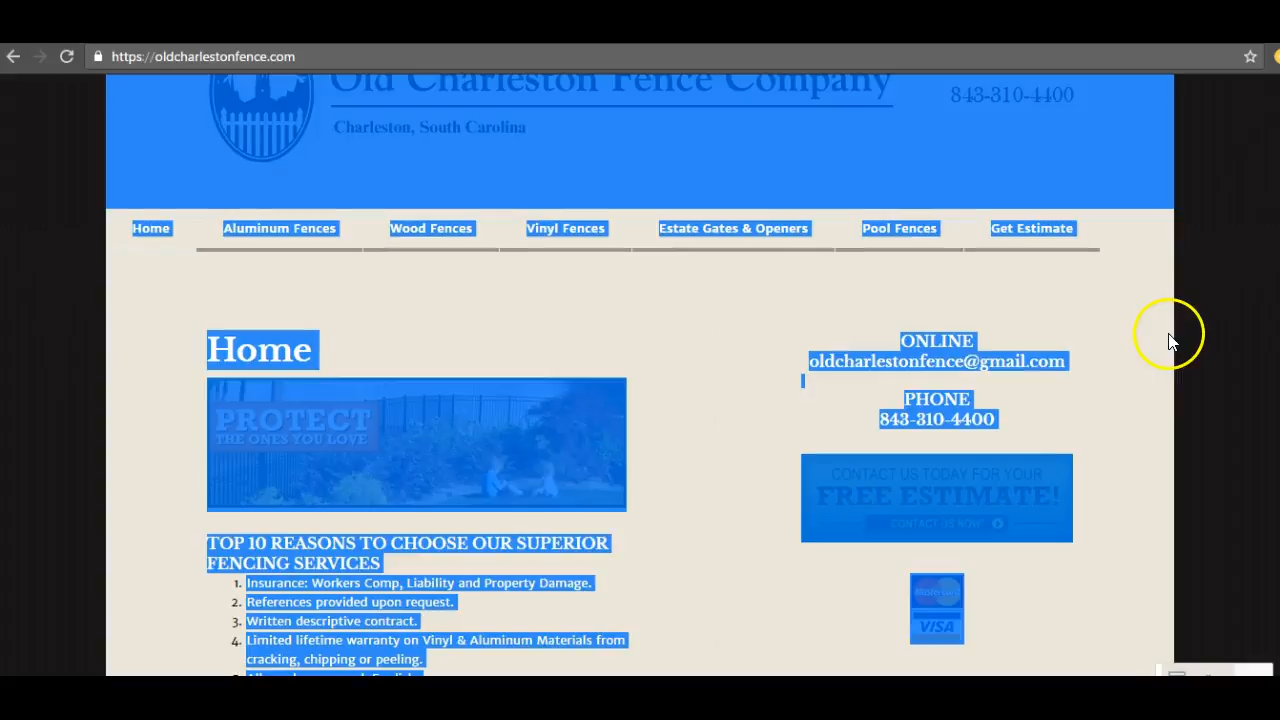 https://oldcharlestonfence.com
Old Charleston Fence Company
843-310-4400
Charleston, South Carolina
Home Aluminum Fences Wood Fences Vinyl Fences Estate Gates & Openers Pool Fences Get Estimate
Home
PROTECT
THE ONES YOU LOVE
TOP 10 REASONS TO CHOOSE OUR SUPERIOR
FENCING SERVICES
1. Insurance: Workers Comp, Liability and Property Damage.
2. References provided upon request.
3. Written descriptive contract.
4. Limited lifetime warranty on Vinyl & Aluminum Materials from
cracking, chipping or peeling.
ONLINE
oldcharlestonfence@gmail.com
PHONE
843-310-4400
CONTACT US TODAY FOR YOUR
FREE ESTIMATE!
CONTACT US NOW
MasterCard
VISA